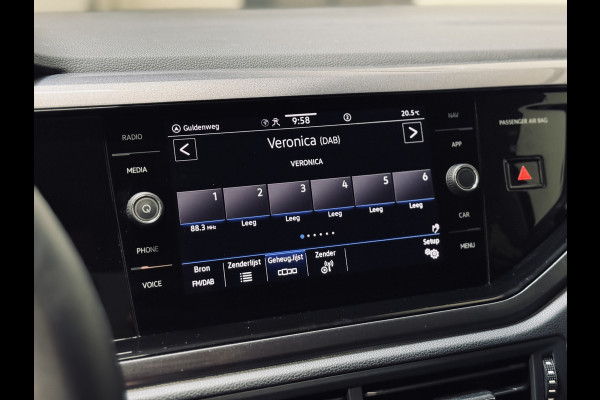 RADIO
MEDIA
PHONE
VOICE
Guldenweg
9:58
20.5°C
Veronica (DAB)
VERONICA
< >
1 2 3 4 5 6
88.3 MHz Leeg Leeg Leeg Leeg Leeg
Bron
FM/DAB
Zenderlijst
Geheug.lijst
Zender
Setup
NAV
APP
CAR
MENU
PASSENGER AIR BAG